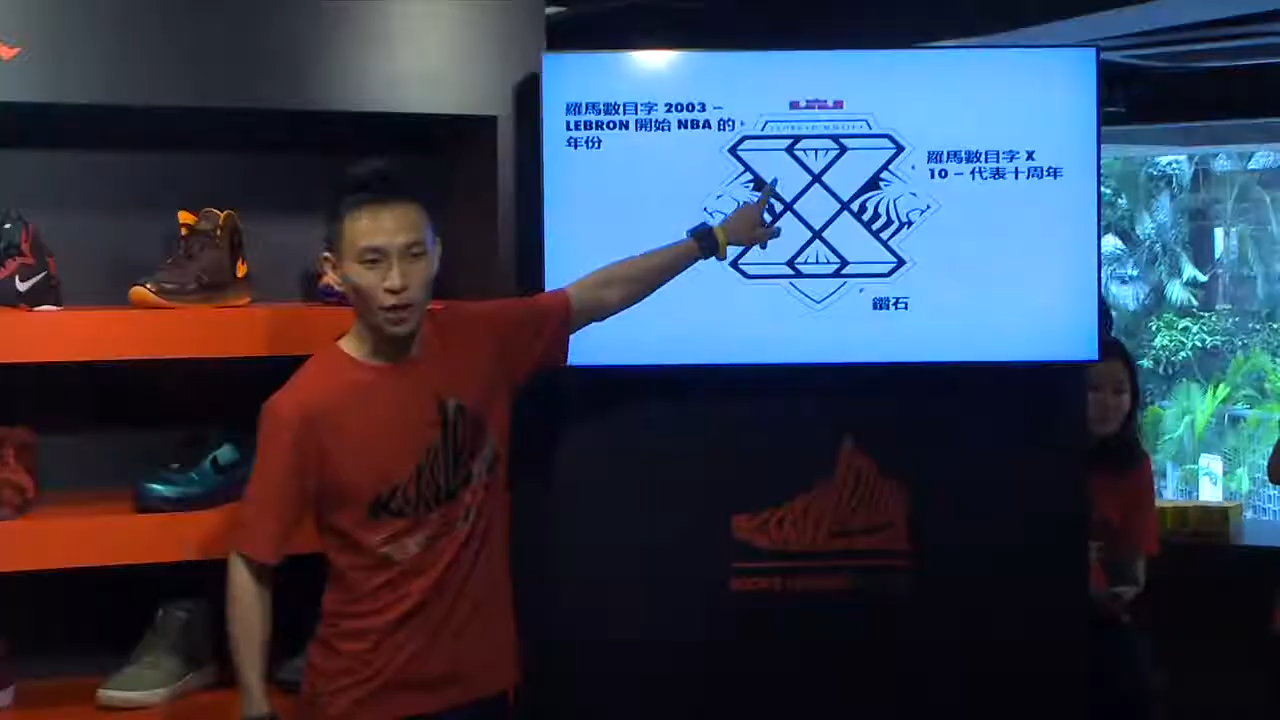 羅馬數目字 2003 –
LEBRON 開始 NBA 的
年份
羅馬數目字 X
10 – 代表十周年
鑽石